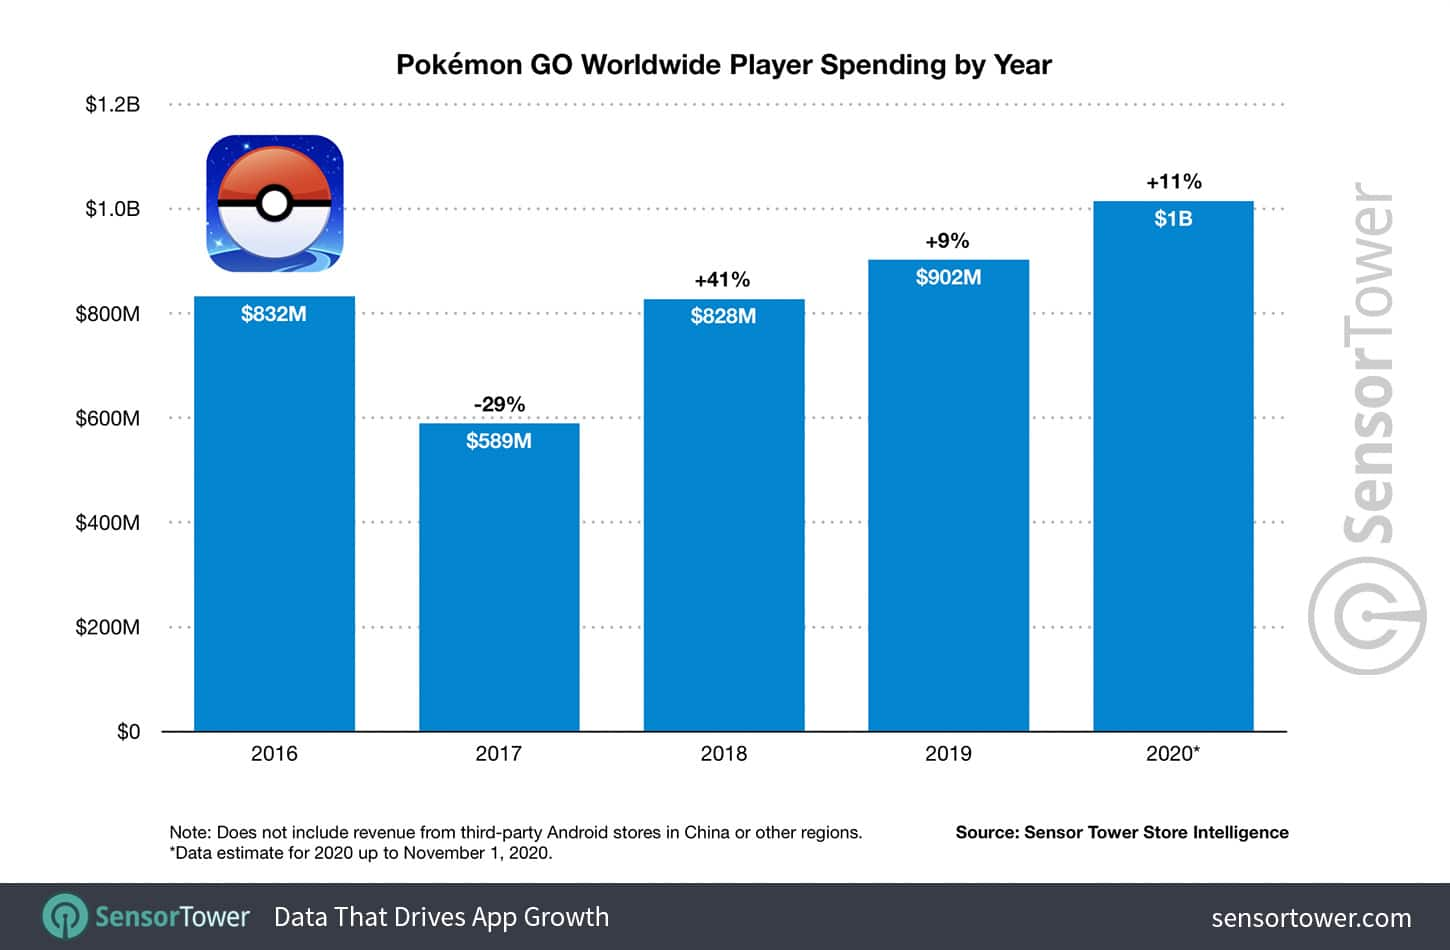 Pokémon GO Worldwide Player Spending by Year
$1.2B
$1.0B
$800M
$600M
$400M
$200M
$0
$832M
-29%
$589M
+41%
$828M
+9%
$902M
+11%
$1B
2016
2017
2018
2019
2020*
SensorTower
Note: Does not include revenue from third-party Android stores in China or other regions.
*Data estimate for 2020 up to November 1, 2020.
Source: Sensor Tower Store Intelligence
SensorTower
Data That Drives App Growth
sensortower.com